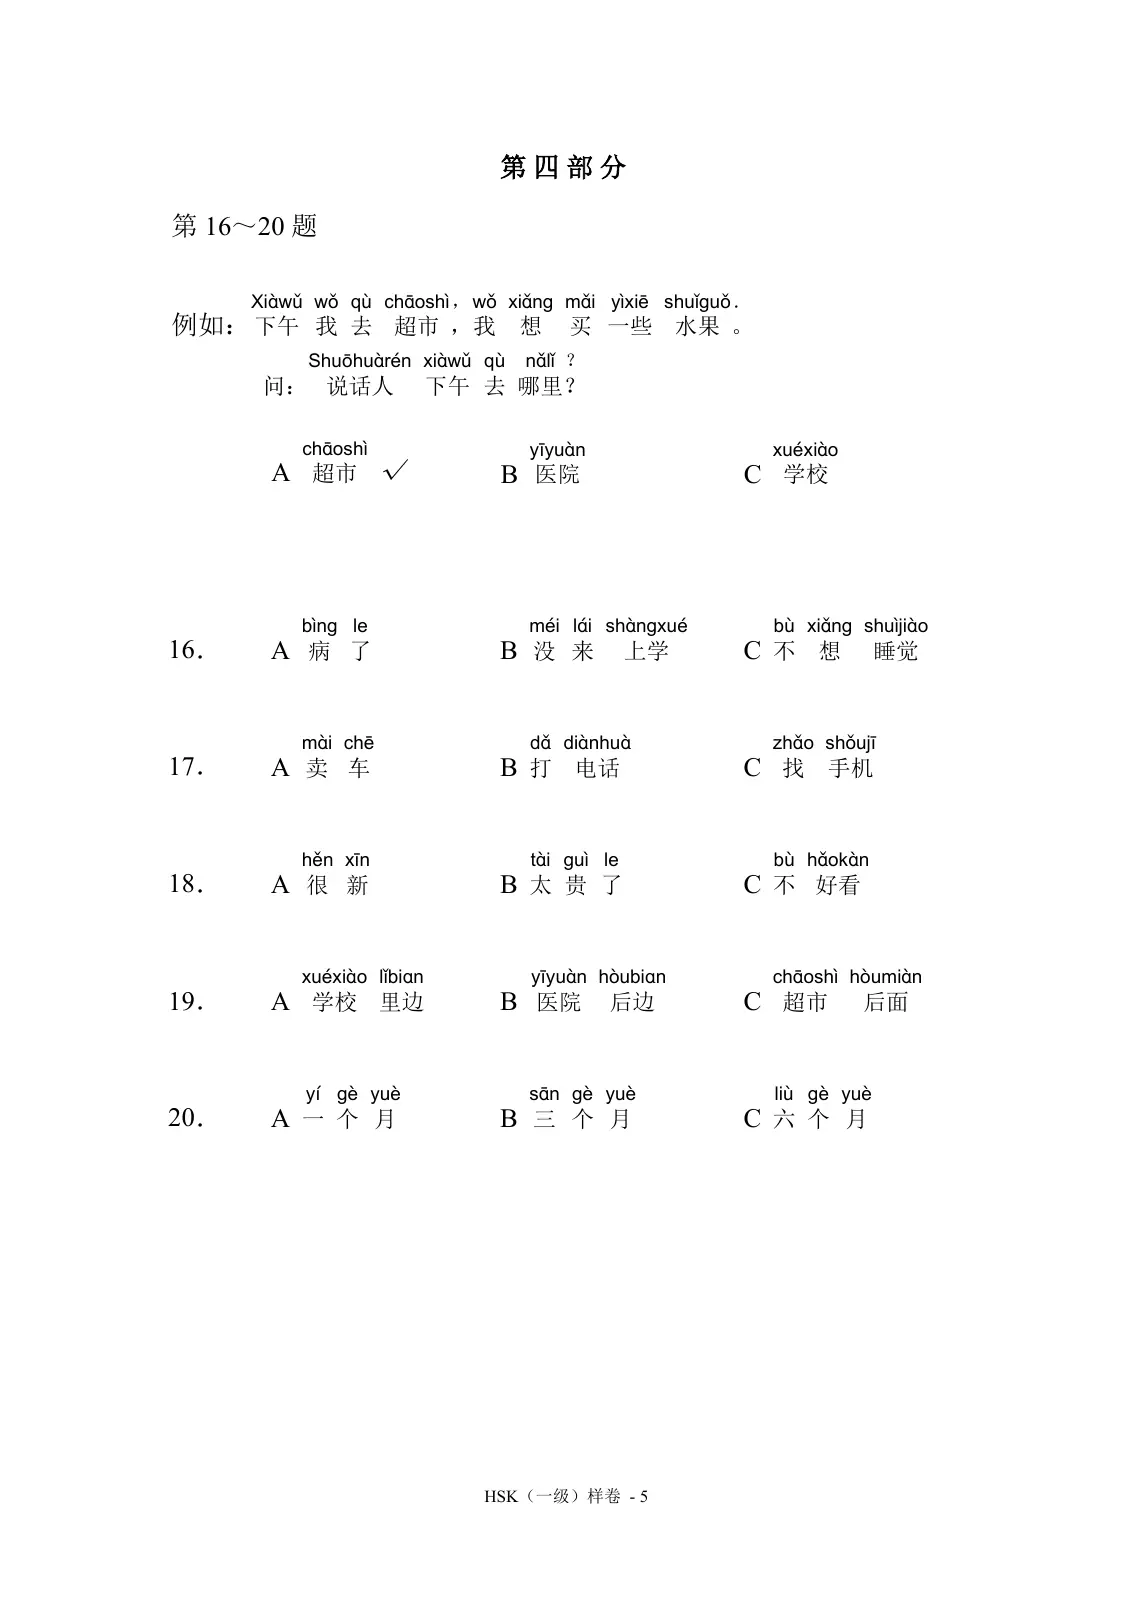 第四部分
第 16～20 题
Xiàwǔ wǒ qù chāoshì, wǒ xiǎng mǎi yìxiē shuǐguǒ.
例如：下午 我 去 超市，我 想 买 一些 水果。
Shuōhuàrén xiàwǔ qù nǎlǐ？
问： 说话人 下午 去 哪里？
chāoshì yīyuàn xuéxiào
A 超市 √ B 医院 C 学校
bìng le méi lái shàngxué bù xiǎng shuìjiào
16． A 病 了 B 没 来 上学 C 不 想 睡觉
mài chē dǎ diànhuà zhǎo shǒujī
17． A 卖 车 B 打 电话 C 找 手机
hěn xīn tài guì le bù hǎokàn
18． A 很 新 B 太 贵 了 C 不 好看
xuéxiào lǐbian yīyuàn hòubian chāoshì hòumiàn
19． A 学校 里边 B 医院 后边 C 超市 后面
yí gè yuè sān gè yuè liù gè yuè
20． A 一 个 月 B 三 个 月 C 六 个 月
HSK（一级）样卷 - 5